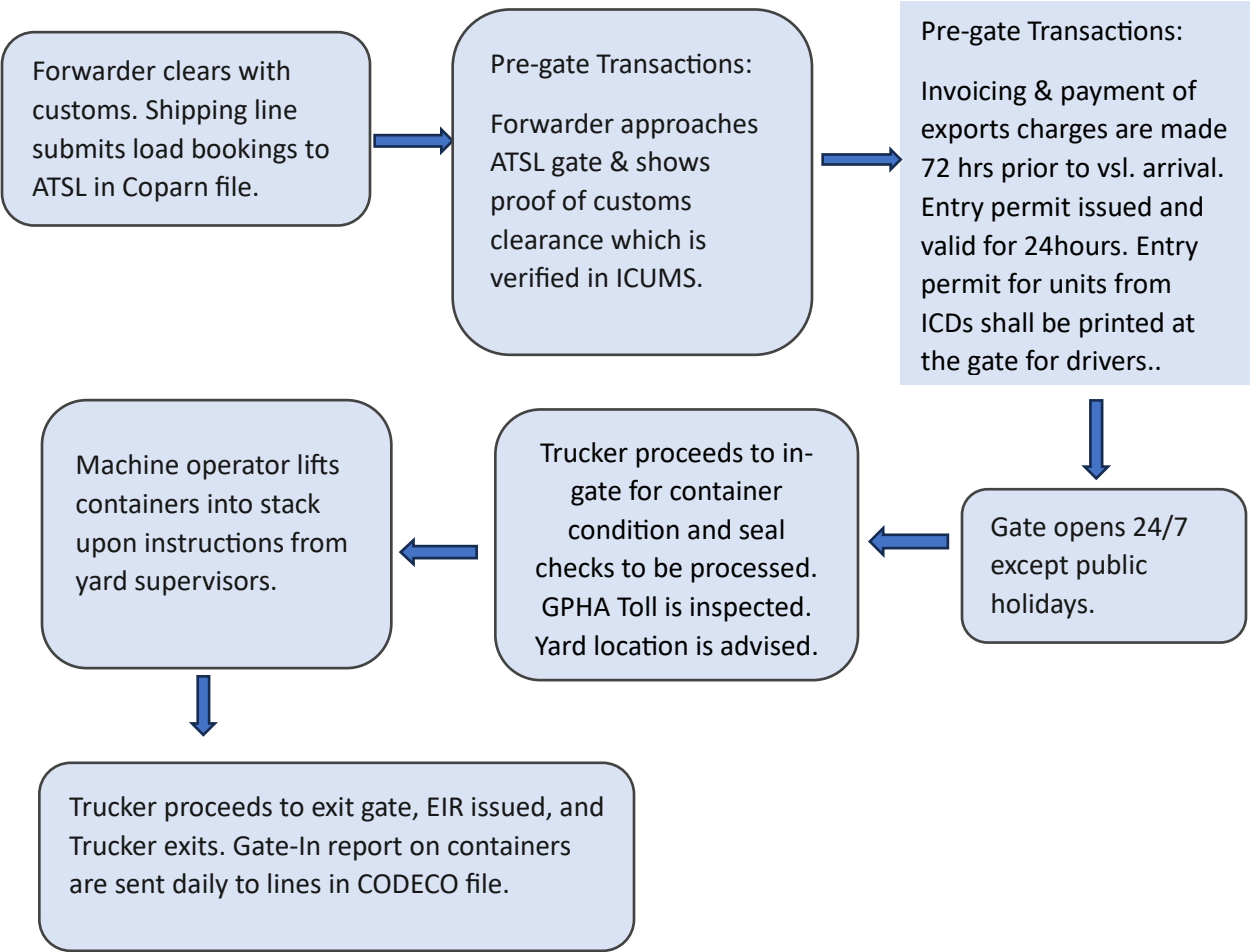 Forwarder clears with
customs. Shipping line
submits load bookings to
ATSL in Coparn file.
Pre-gate Transactions:
Forwarder approaches
ATSL gate & shows
proof of customs
clearance which is
verified in ICUMS.
Pre-gate Transactions:
Invoicing & payment of
exports charges are made
72 hrs prior to vsl. arrival.
Entry permit issued and
valid for 24hours. Entry
permit for units from
ICDs shall be printed at
the gate for drivers..
Gate opens 24/7
except public
holidays.
Trucker proceeds to in-
gate for container
condition and seal
checks to be processed.
GPHA Toll is inspected.
Yard location is advised.
Machine operator lifts
containers into stack
upon instructions from
yard supervisors.
Trucker proceeds to exit gate, EIR issued, and
Trucker exits. Gate-In report on containers
are sent daily to lines in CODECO file.